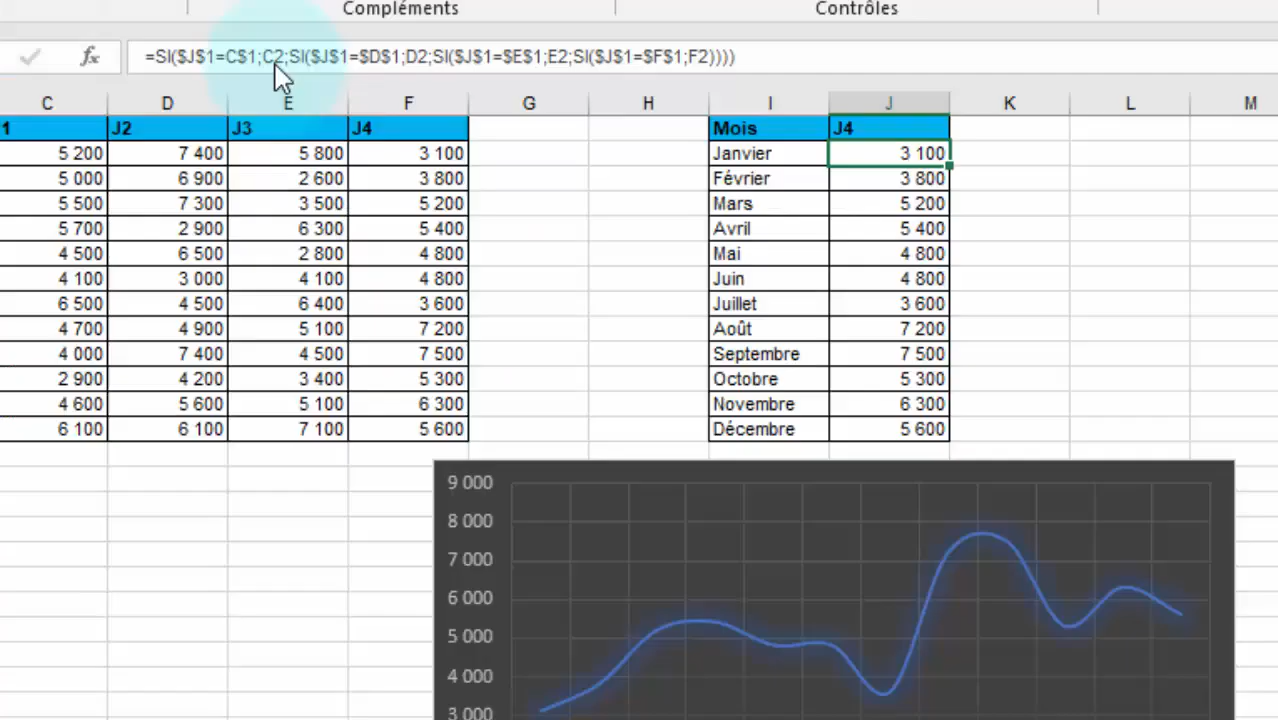 Compléments Contrôles
fx =SI($J$1=C$1;C2;SI($J$1=$D$1;D2;SI($J$1=$E$1;E2;SI($J$1=$F$1;F2))))
C D E F G H I J K L M
1 J2 J3 J4 Mois J4
5 200 7 400 5 800 3 100 Janvier 3 100
5 000 6 900 2 600 3 800 Février 3 800
5 500 7 300 3 500 5 200 Mars 5 200
5 700 2 900 6 300 5 400 Avril 5 400
4 500 6 500 2 800 4 800 Mai 4 800
4 100 3 000 4 100 4 800 Juin 4 800
6 500 4 500 6 400 3 600 Juillet 3 600
4 700 4 900 5 100 7 200 Août 7 200
4 000 7 400 4 500 7 500 Septembre 7 500
2 900 4 200 3 400 5 300 Octobre 5 300
4 600 5 600 5 100 6 300 Novembre 6 300
6 100 6 100 7 100 5 600 Décembre 5 600
9 000
8 000
7 000
6 000
5 000
4 000
3 000